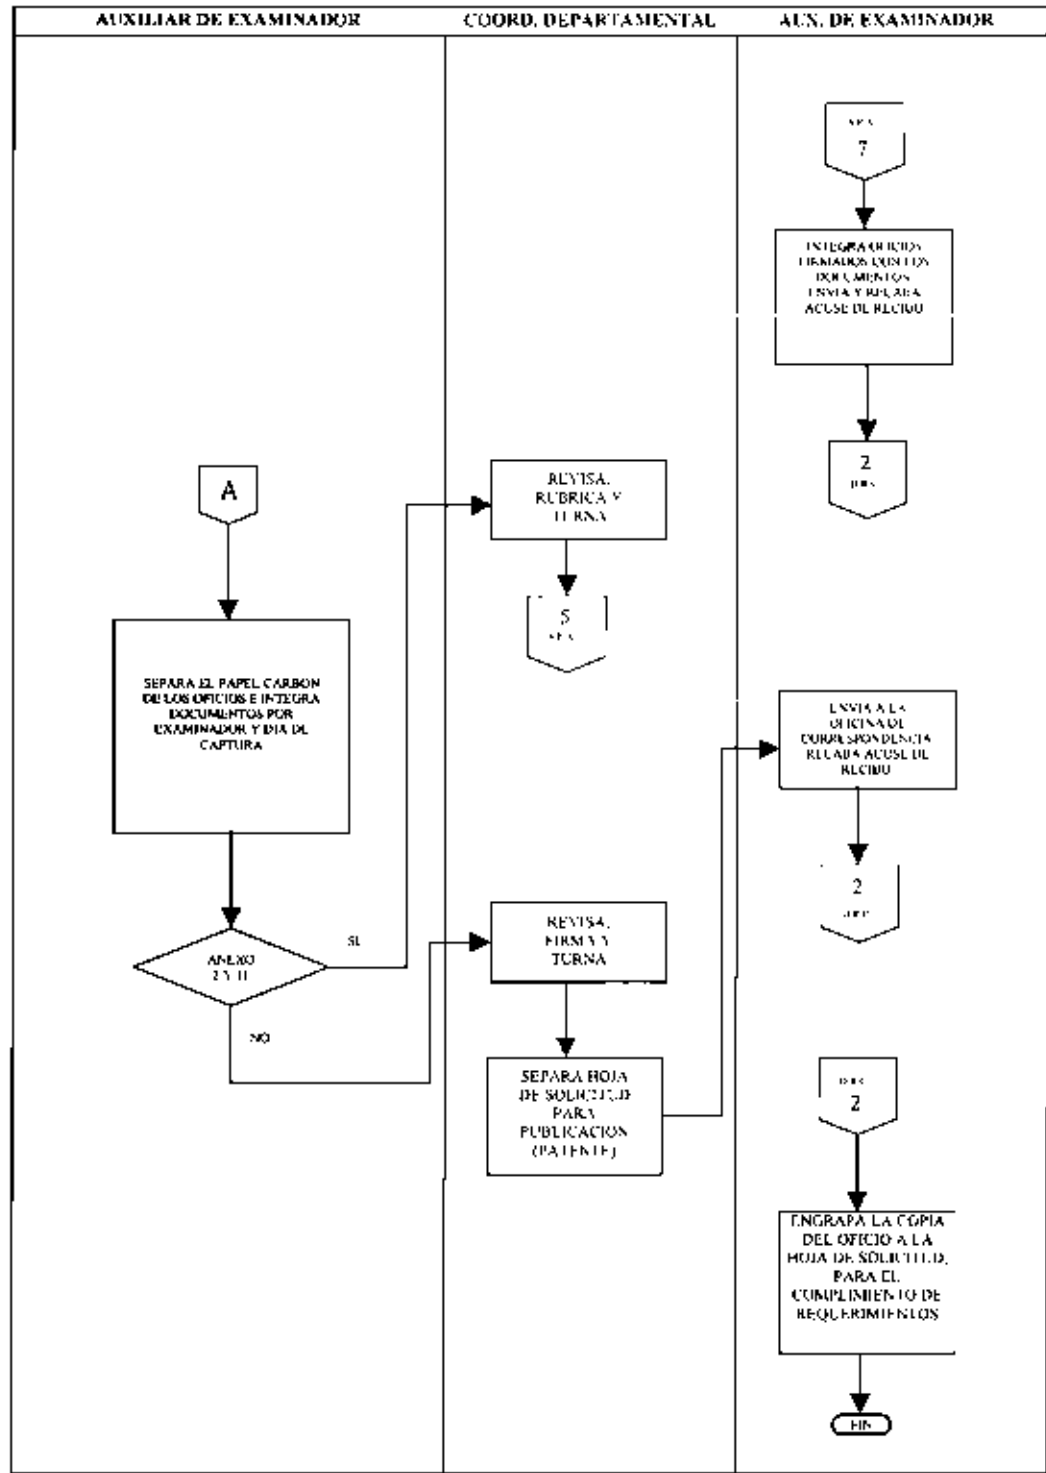 AUXILIAR DE EXAMINADOR
COORD. DEPARTAMENTAL
AUX. DE EXAMINADOR
7
INTEGRA OFICIOS
FIRMADOS CON LOS
DOCUMENTOS
ENVIA Y RECABA
ACUSE DE RECIBO
2
A
REVISA,
RUBRICA Y
TURNA
5
SEPARA EL PAPEL CARBON
DE LOS OFICIOS E INTEGRA
DOCUMENTOS POR
EXAMINADOR Y DIA DE
CAPTURA
ENVIA A LA
OFICINA DE
CORRESPONDENCIA
RECABA ACUSE DE
RECIBO
2
ANEXO
2 Y 11
SI
NO
REVISA,
FIRMA Y
TURNA
SEPARA HOJA
DE SOLICITUD
PARA
PUBLICACION
(PATENTE)
2
ENGRAPA LA COPIA
DEL OFICIO A LA
HOJA DE SOLICITUD,
PARA EL
CUMPLIMIENTO DE
REQUERIMIENTOS
FIN